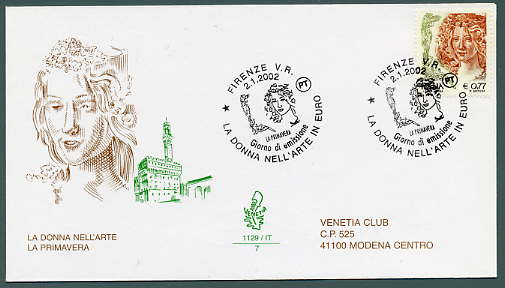 FIRENZE V.R.
2.1.2002
PT
LA PRIMAVERA
Giorno di emissione
★ LA DONNA NELL'ARTE IN EURO
FIRENZE V.R.
2.1.2002
PT
LA PRIMAVERA
Giorno di emissione
★ LA DONNA NELL'ARTE IN EURO
€ 0,77
VENETIA
1129 / IT
7
LA DONNA NELL'ARTE
LA PRIMAVERA
VENETIA CLUB
C.P. 525
41100 MODENA CENTRO